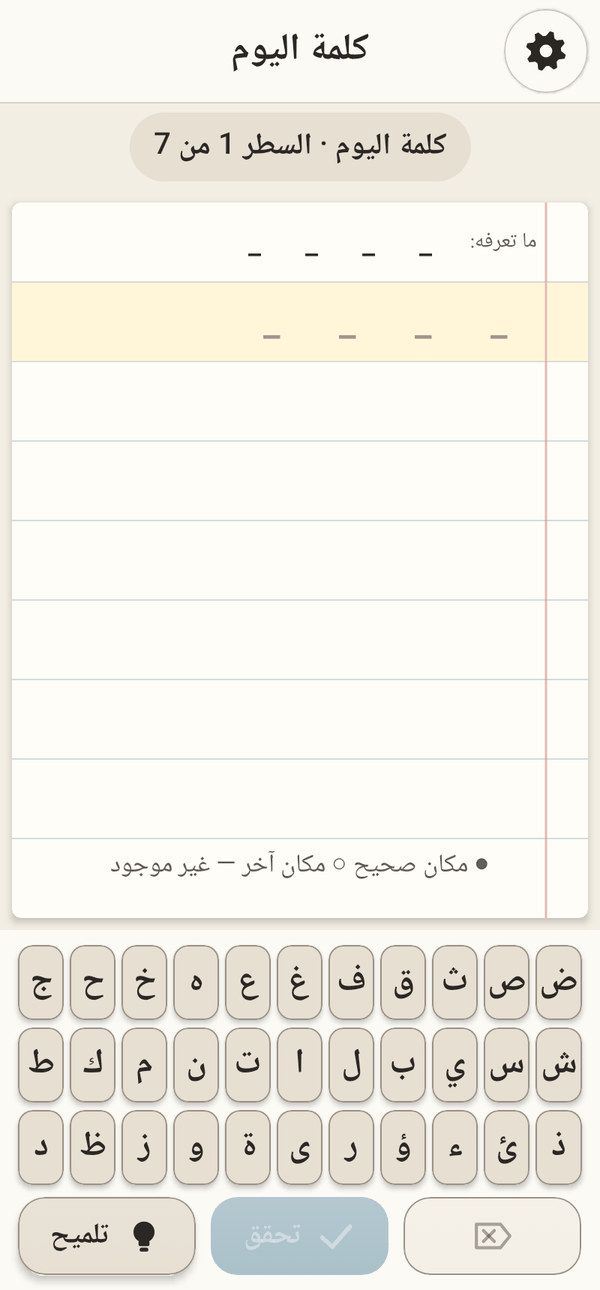 كلمة اليوم
كلمة اليوم · السطر 1 من 7
ما تعرفه: _ _ _ _
_ _ _ _
● مكان صحيح ○ مكان آخر — غير موجود
ض ص ث ق ف غ ع ه خ ح ج
ش س ي ب ل ا ت ن م ك ط
ذ ئ ء ؤ ر ى ة و ز ظ د
تحقق تلميح